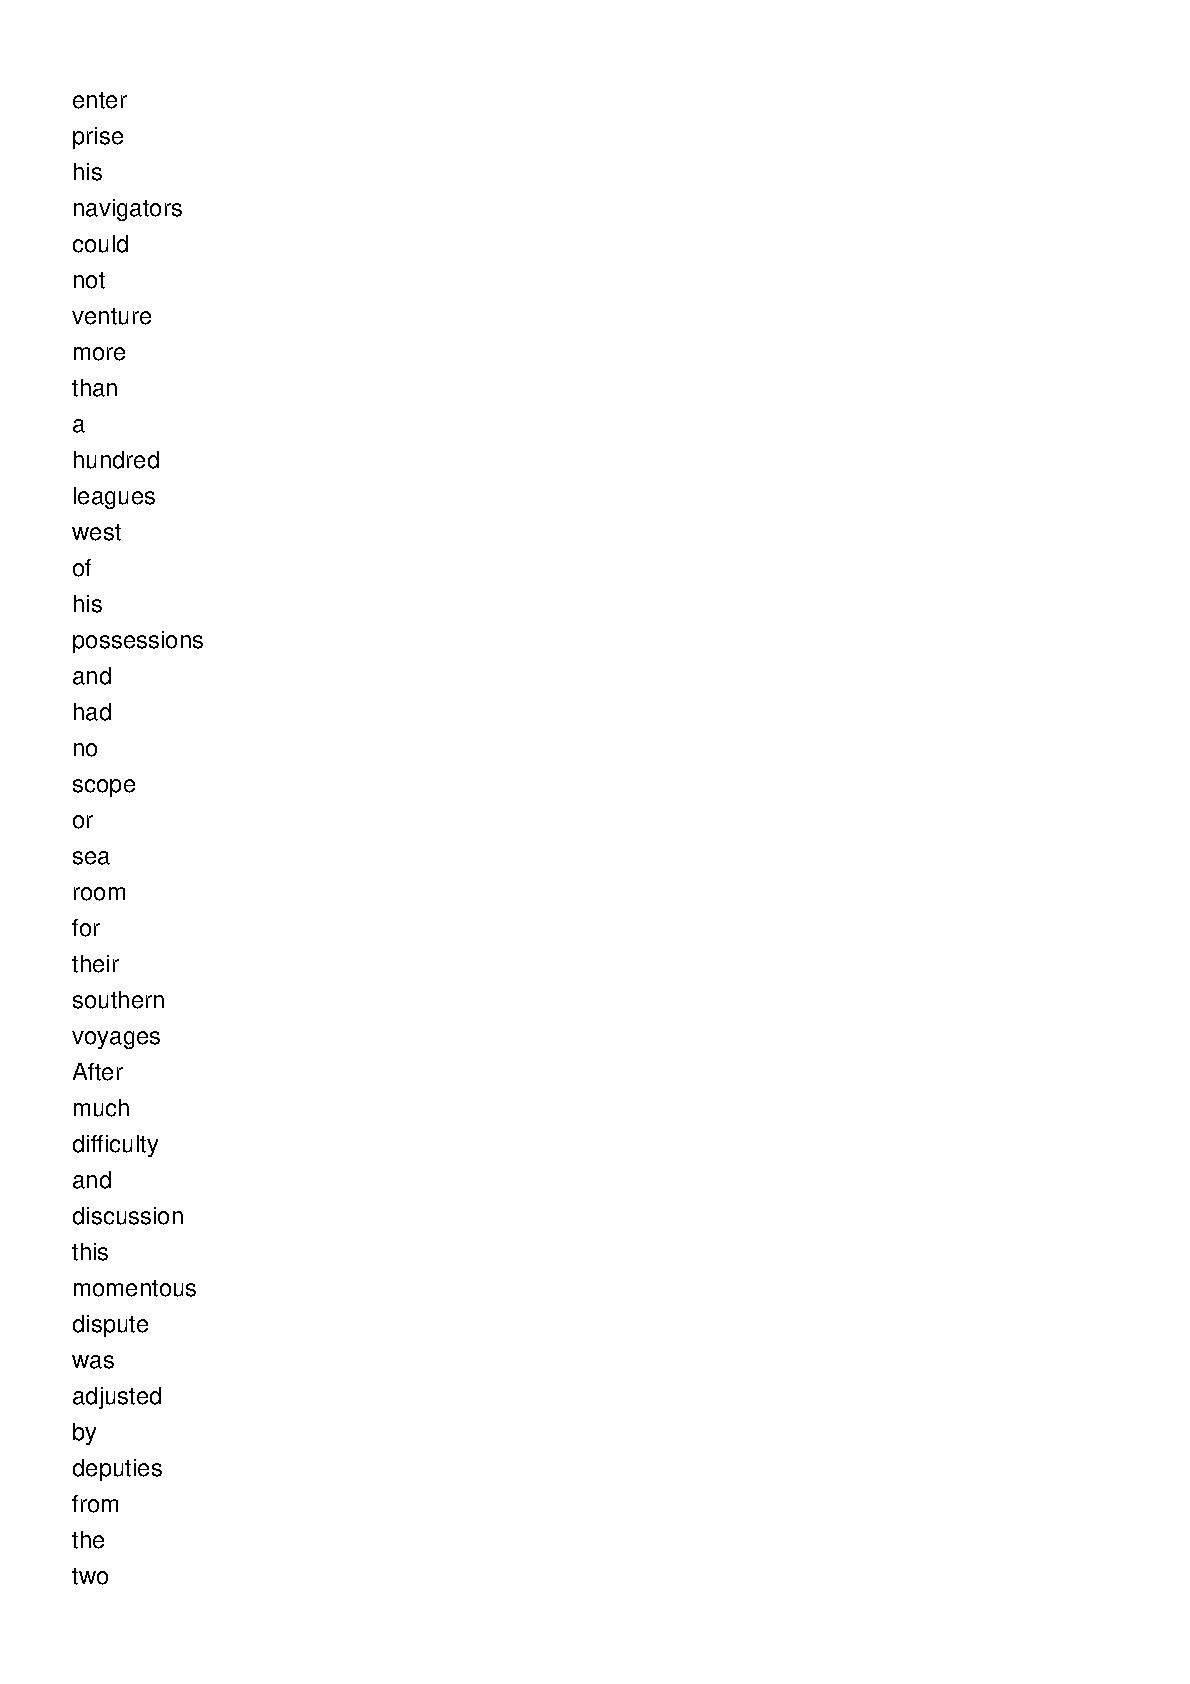 enter
prise
his
navigators
could
not
venture
more
than
a
hundred
leagues
west
of
his
possessions
and
had
no
scope
or
sea
room
for
their
southern
voyages
After
much
difficulty
and
discussion
this
momentous
dispute
was
adjusted
by
deputies
from
the
two